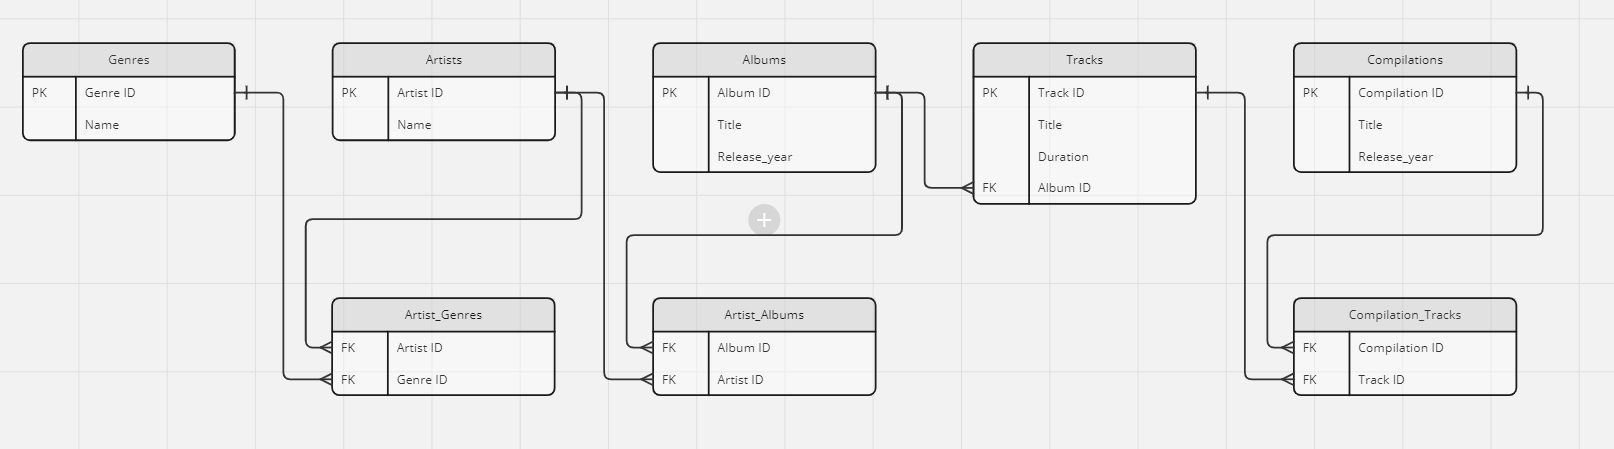 Genres
PK Genre ID
Name
Artists
PK Artist ID
Name
Albums
PK Album ID
Title
Release_year
Tracks
PK Track ID
Title
Duration
FK Album ID
Compilations
PK Compilation ID
Title
Release_year
Artist_Genres
FK Artist ID
FK Genre ID
Artist_Albums
FK Album ID
FK Artist ID
Compilation_Tracks
FK Compilation ID
FK Track ID